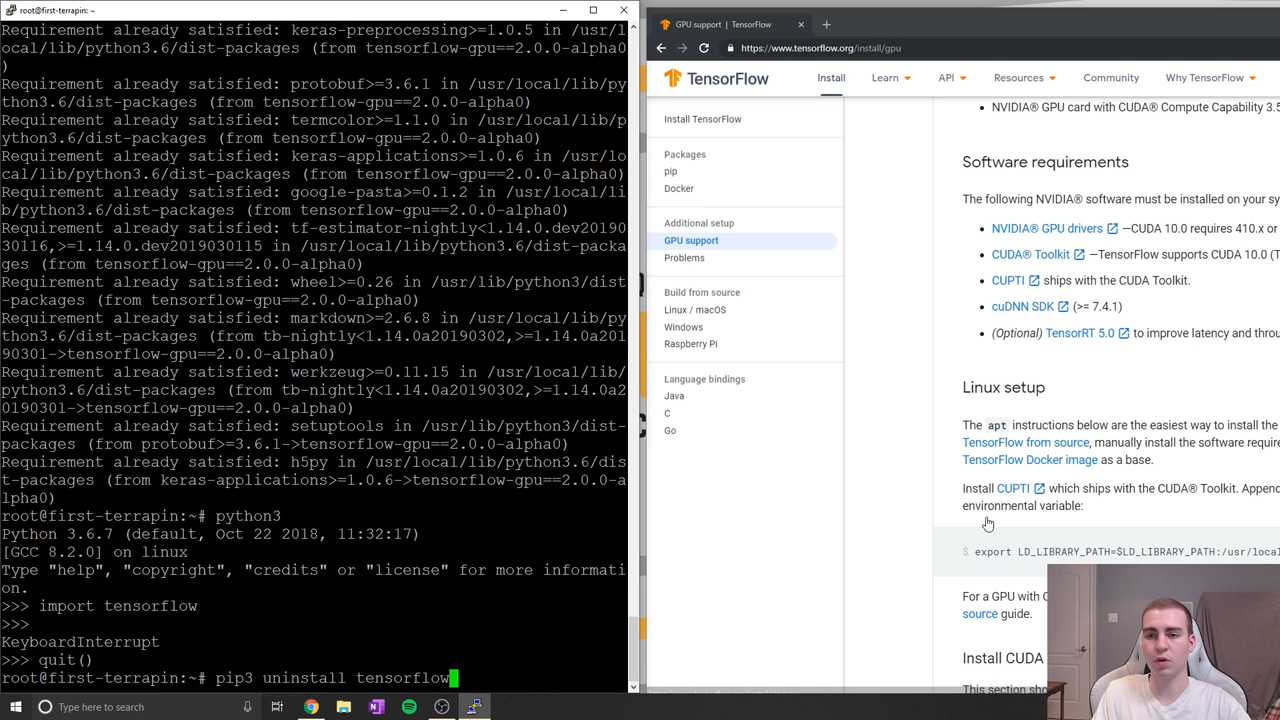 root@first-terrapin: ~
Requirement already satisfied: keras-preprocessing>=1.0.5 in /usr/l
ocal/lib/python3.6/dist-packages (from tensorflow-gpu==2.0.0-alpha0
)
Requirement already satisfied: protobuf>=3.6.1 in /usr/local/lib/py
thon3.6/dist-packages (from tensorflow-gpu==2.0.0-alpha0)
Requirement already satisfied: termcolor>=1.1.0 in /usr/local/lib/p
ython3.6/dist-packages (from tensorflow-gpu==2.0.0-alpha0)
Requirement already satisfied: keras-applications>=1.0.6 in /usr/lo
cal/lib/python3.6/dist-packages (from tensorflow-gpu==2.0.0-alpha0)
Requirement already satisfied: google-pasta>=0.1.2 in /usr/local/li
b/python3.6/dist-packages (from tensorflow-gpu==2.0.0-alpha0)
Requirement already satisfied: tf-estimator-nightly<1.14.0.dev20190
30116,>=1.14.0.dev2019030115 in /usr/local/lib/python3.6/dist-packa
ges (from tensorflow-gpu==2.0.0-alpha0)
Requirement already satisfied: wheel>=0.26 in /usr/lib/python3/dist
-packages (from tensorflow-gpu==2.0.0-alpha0)
Requirement already satisfied: markdown>=2.6.8 in /usr/local/lib/py
thon3.6/dist-packages (from tb-nightly<1.14.0a20190302,>=1.14.0a201
90301->tensorflow-gpu==2.0.0-alpha0)
Requirement already satisfied: werkzeug>=0.11.15 in /usr/local/lib/
python3.6/dist-packages (from tb-nightly<1.14.0a20190302,>=1.14.0a2
0190301->tensorflow-gpu==2.0.0-alpha0)
Requirement already satisfied: setuptools in /usr/lib/python3/dist-
packages (from protobuf>=3.6.1->tensorflow-gpu==2.0.0-alpha0)
Requirement already satisfied: h5py in /usr/local/lib/python3.6/dis
t-packages (from keras-applications>=1.0.6->tensorflow-gpu==2.0.0-a
lpha0)
root@first-terrapin:~# python3
Python 3.6.7 (default, Oct 22 2018, 11:32:17)
[GCC 8.2.0] on linux
Type "help", "copyright", "credits" or "license" for more informati
on.
>>> import tensorflow
>>>
KeyboardInterrupt
>>> quit()
root@first-terrapin:~# pip3 uninstall tensorflow
GPU support | TensorFlow
https://www.tensorflow.org/install/gpu
TensorFlow
Install Learn API Resources Community Why TensorFlow
Install TensorFlow
Packages
pip
Docker
Additional setup
GPU support
Problems
Build from source
Linux / macOS
Windows
Raspberry Pi
Language bindings
Java
C
Go
NVIDIA® GPU card with CUDA® Compute Capability 3.5
Software requirements
The following NVIDIA® software must be installed on your sy
NVIDIA® GPU drivers —CUDA 10.0 requires 410.x or
CUDA® Toolkit —TensorFlow supports CUDA 10.0 (T
CUPTI ships with the CUDA Toolkit.
cuDNN SDK (>= 7.4.1)
(Optional) TensorRT 5.0 to improve latency and throu
Linux setup
The apt instructions below are the easiest way to install the
TensorFlow from source, manually install the software require
TensorFlow Docker image as a base.
Install CUPTI which ships with the CUDA® Toolkit. Append
environmental variable:
$ export LD_LIBRARY_PATH=$LD_LIBRARY_PATH:/usr/local
For a GPU with C
source guide.
Install CUDA
This section sho
Type here to search